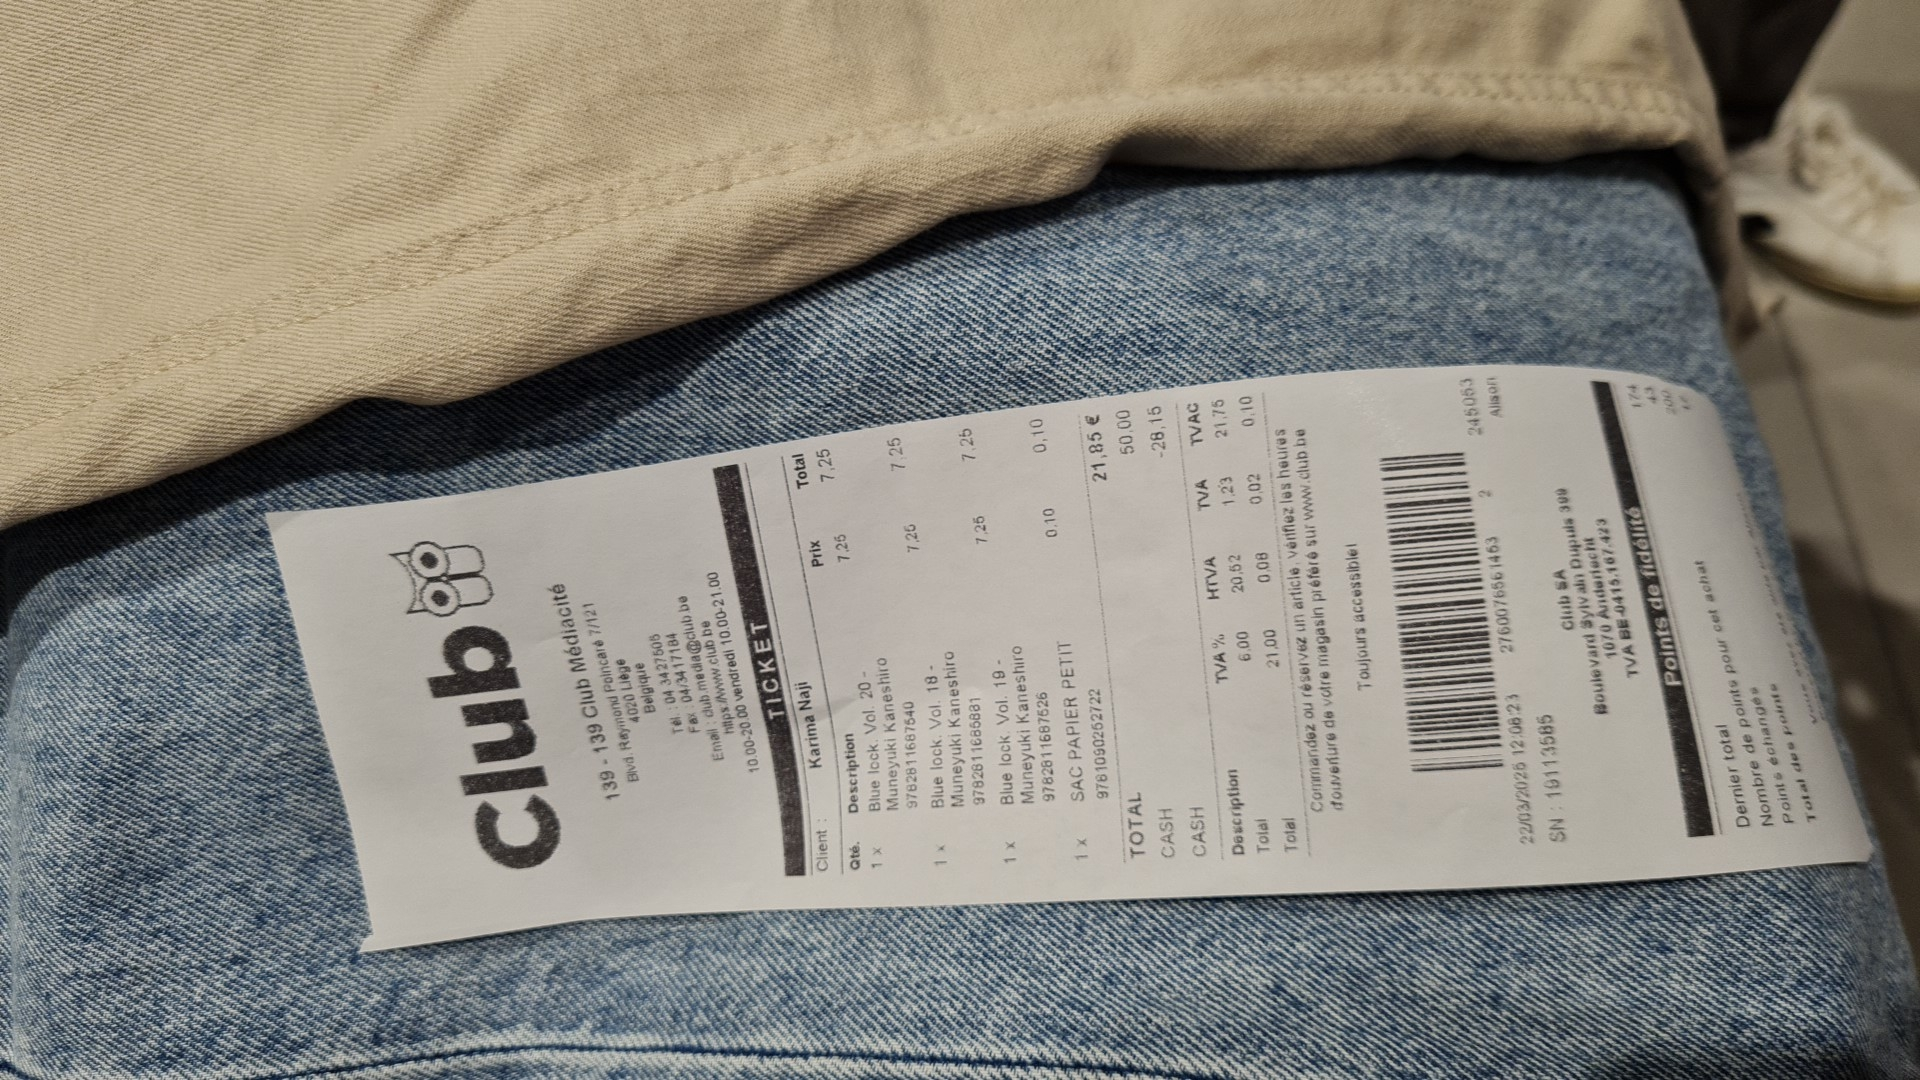 Club
139 - 139 Club Médiacité
Blvd. Raymond Poincaré 7/121
4020 Liège
Belgique
Tél. : 04 3427505
Fax : 04/3417184
Email : club.media@club.be
https://www.club.be
10.00-20.00 vendredi 10.00-21.00
TICKET
Client : Karima Naji
Qté. Description Prix Total
1 x Blue lock. Vol. 20 - 7,25 7,25
Muneyuki Kaneshiro
9782811687540
1 x Blue lock. Vol. 18 - 7,25 7,25
Muneyuki Kaneshiro
9782811685881
1 x Blue lock. Vol. 19 - 7,25 7,25
Muneyuki Kaneshiro
9782811687526
1 x SAC PAPIER PETIT 0,10 0,10
9761090252722
TOTAL 21,85 €
CASH 50,00
CASH -28,15
Description TVA% HTVA TVA TVAC
Total 6,00 20,52 1,23 21,75
Total 21,00 0,08 0,02 0,10
Commandez ou réservez un article, vérifiez les heures
d'ouverture de votre magasin préféré sur www.club.be
Toujours accessible!
2760076561453 2
22/03/2025 12:06:23 245053
SN : 19113585 Alison
Club SA
Boulevard Sylvain Dupuis 399
1070 Anderlecht
TVA BE-0415.167.423
Points de fidélité
Dernier total 174
Nombre de points pour cet achat 43
Points échangés 200
Total des points 17